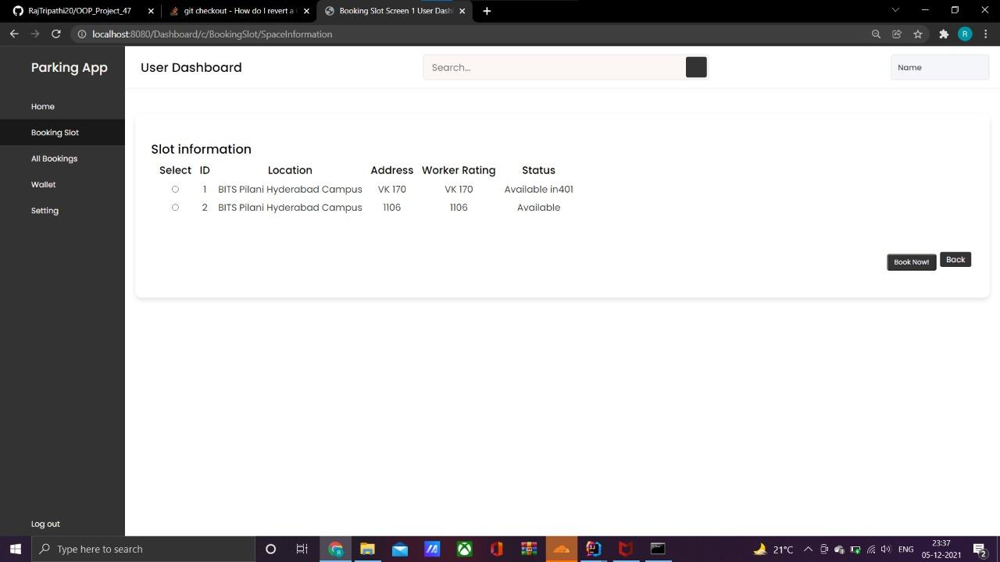 RajTripathi20/OOP_Project_47
git checkout - How do I revert a
Booking Slot Screen 1 User Dash
localhost:8080/Dashboard/c/BookingSlot/SpaceInformation
R
Parking App
User Dashboard
Search...
Name
Home
Booking Slot
All Bookings
Wallet
Setting
Log out
Slot information
Select ID Location Address Worker Rating Status
1 BITS Pilani Hyderabad Campus VK 170 VK 170 Available in401
2 BITS Pilani Hyderabad Campus 1106 1106 Available
Book Now!
Back
Type here to search
21°C
ENG
23:37
05-12-2021
2